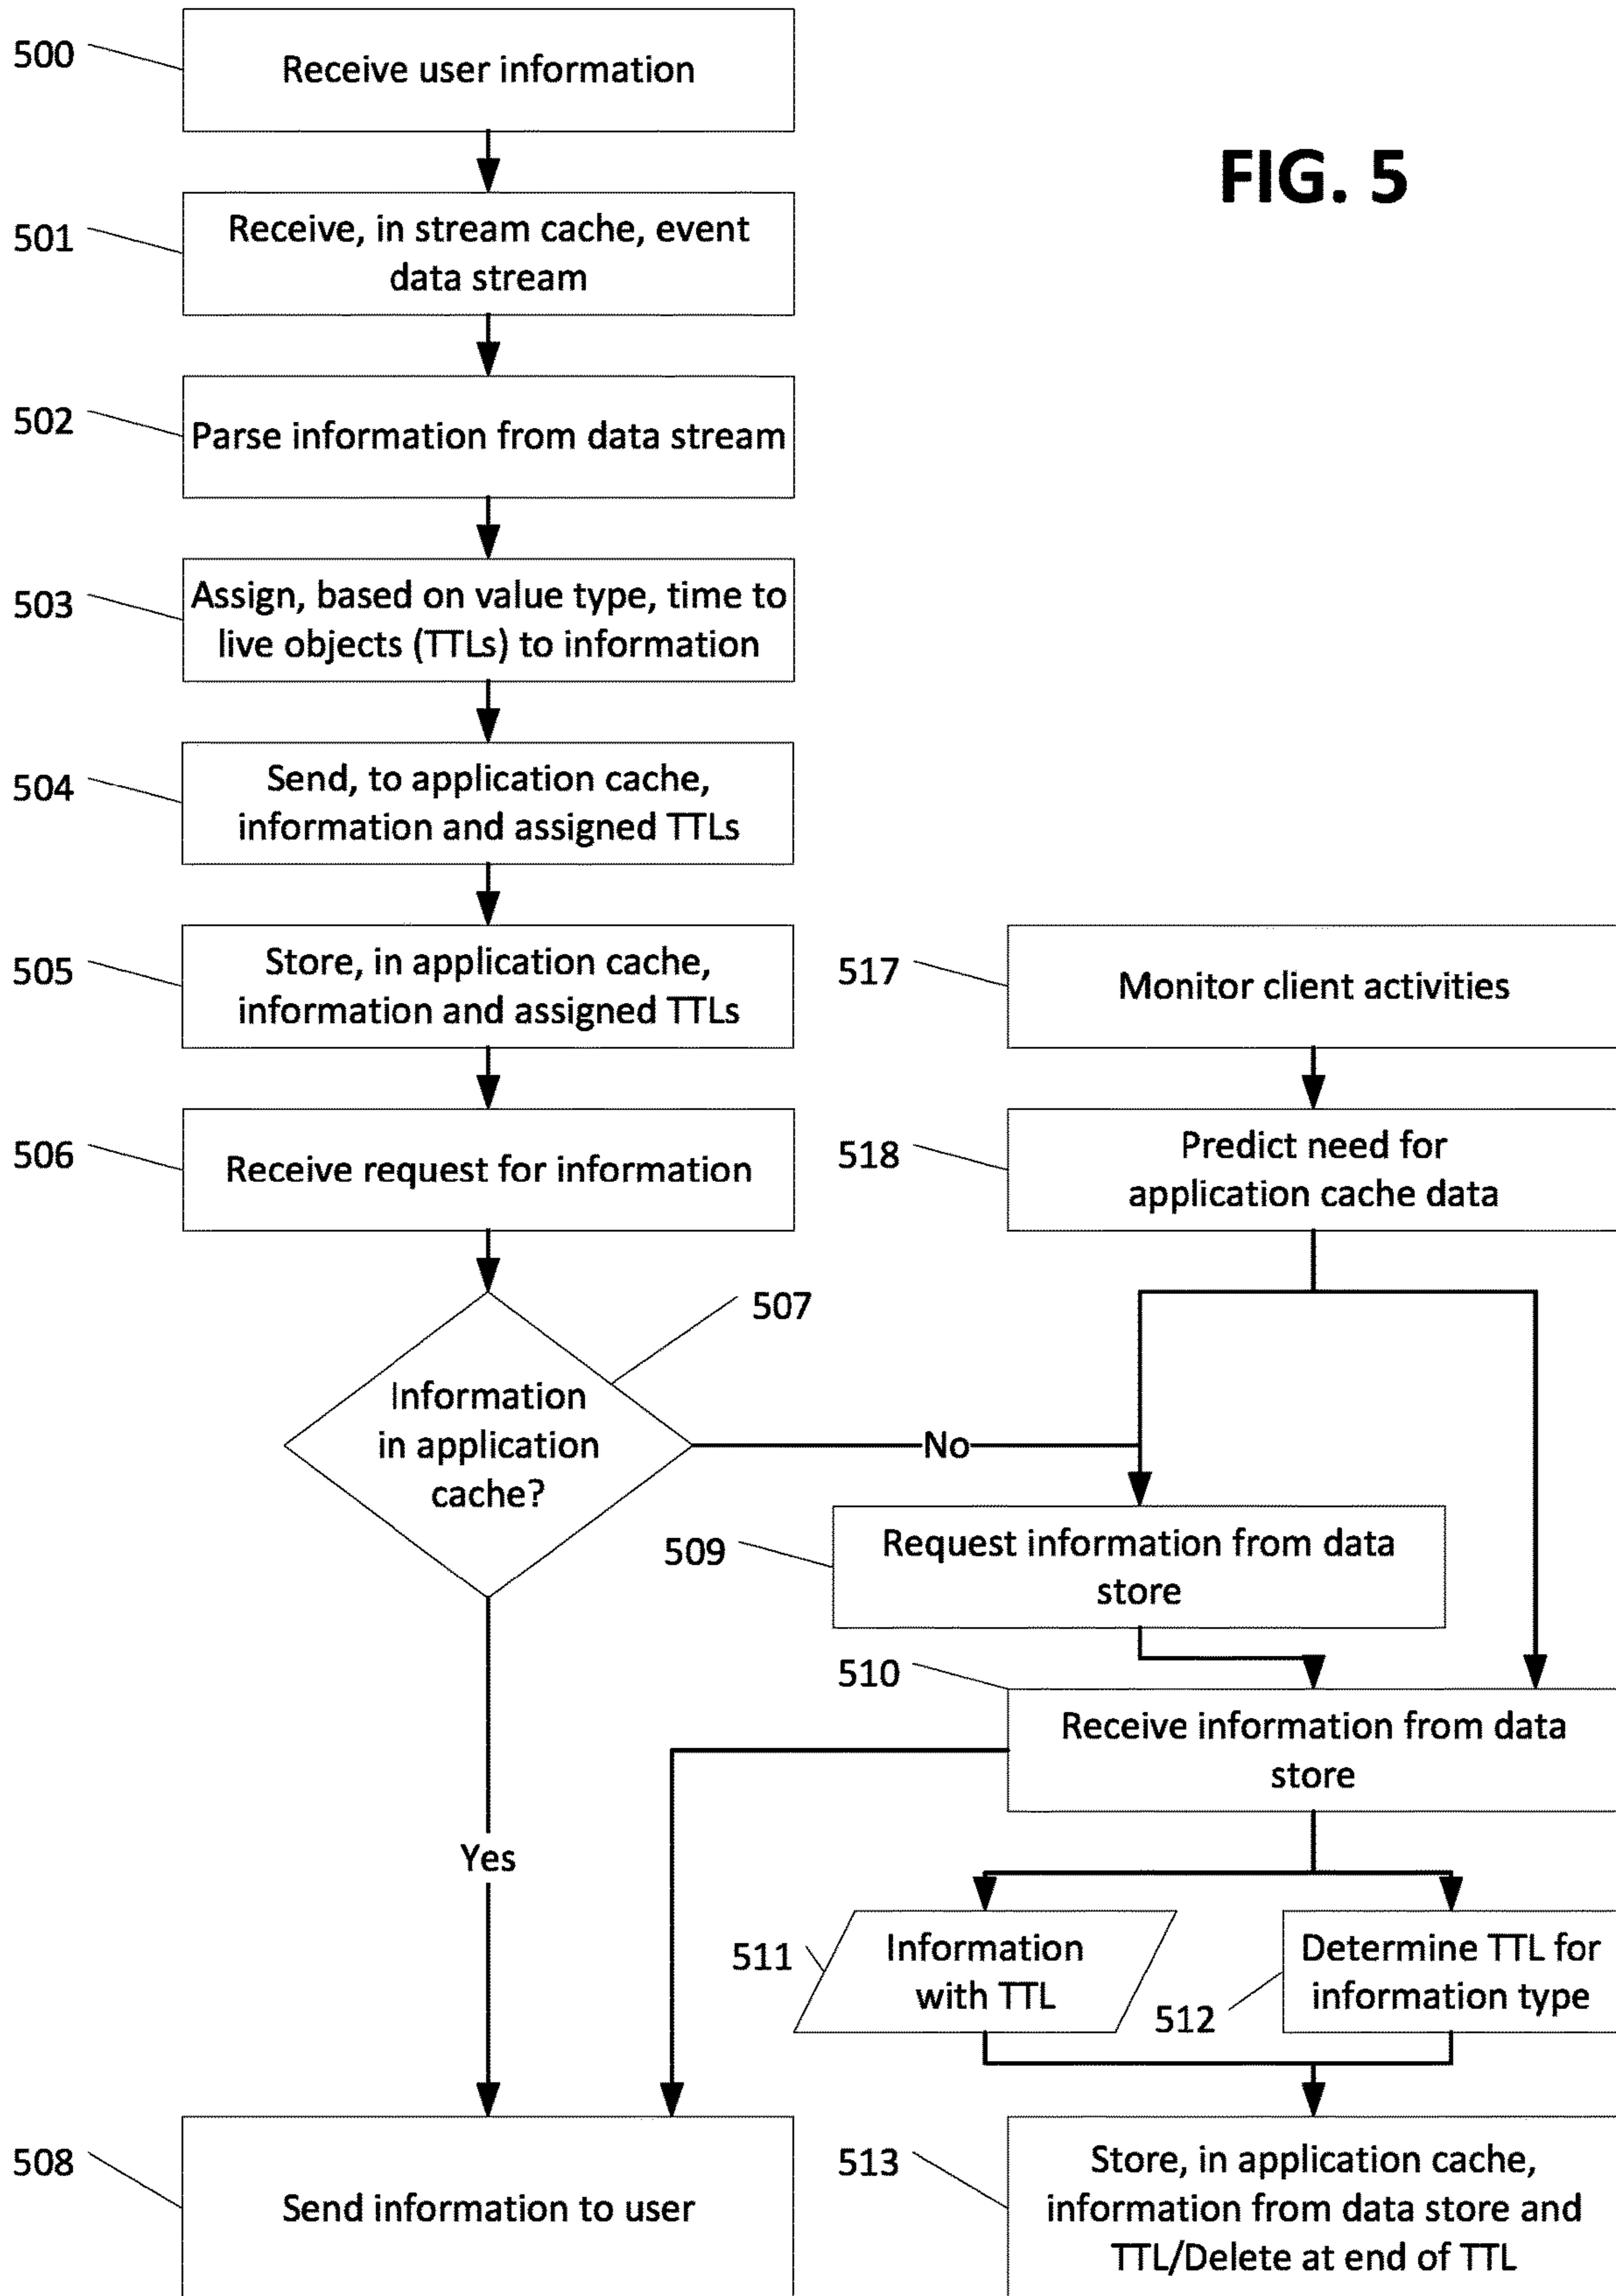 500
Receive user information
FIG. 5
501
Receive, in stream cache, event
data stream
502
Parse information from data stream
503
Assign, based on value type, time to
live objects (TTLs) to information
504
Send, to application cache,
information and assigned TTLs
505
Store, in application cache,
information and assigned TTLs
517
Monitor client activities
506
Receive request for information
518
Predict need for
application cache data
507
Information
in application
cache?
No
509
Request information from data
store
510
Receive information from data
store
Yes
511
Information
with TTL
512
Determine TTL for
information type
508
Send information to user
513
Store, in application cache,
information from data store and
TTL/Delete at end of TTL